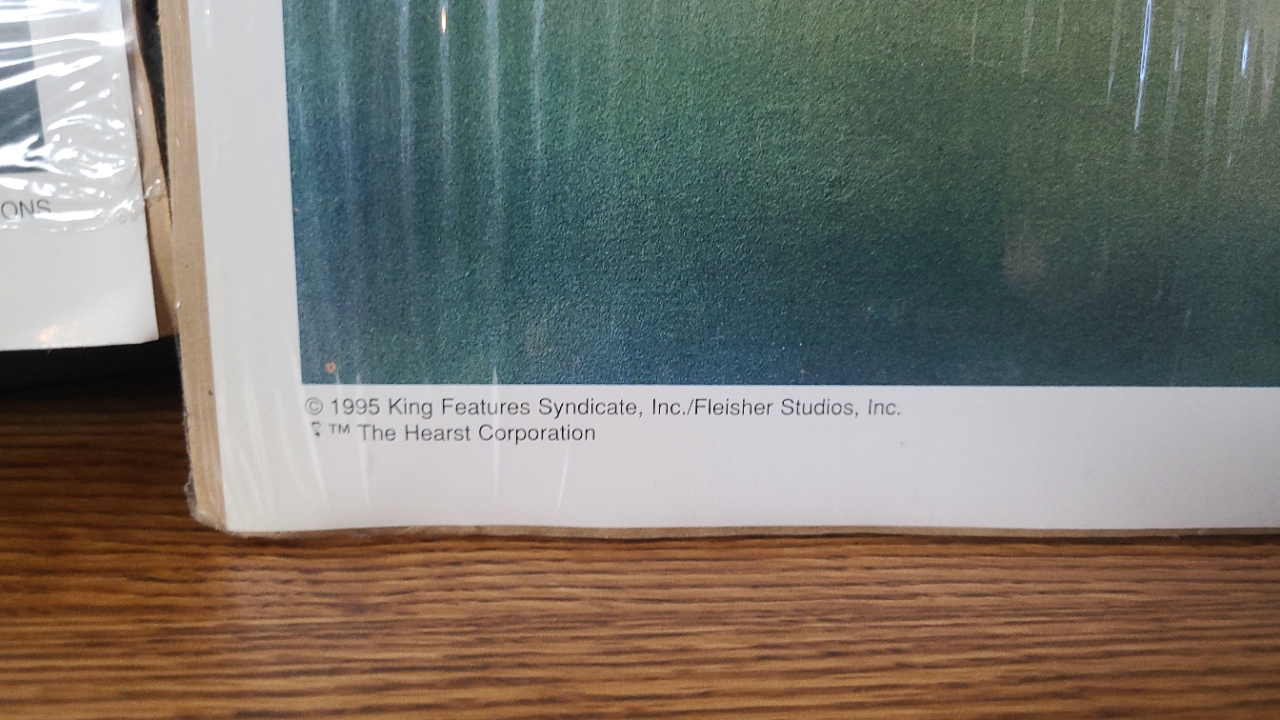 ONS
© 1995 King Features Syndicate, Inc./Fleisher Studios, Inc.
™ The Hearst Corporation